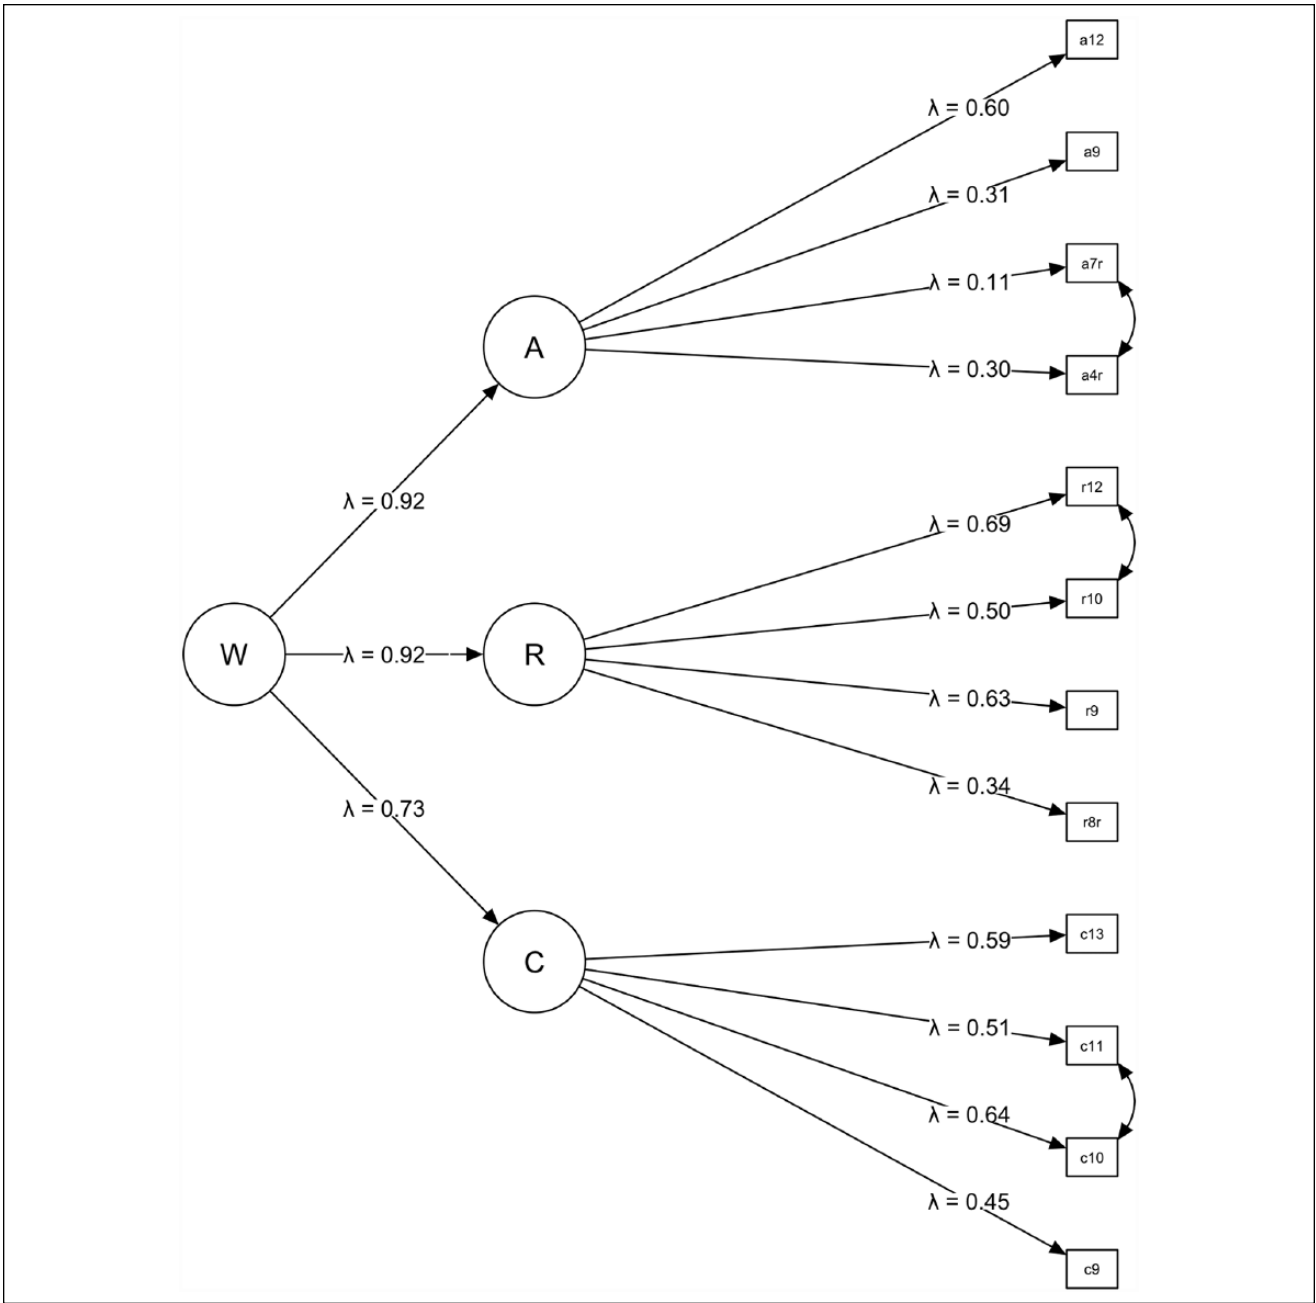 a12
λ = 0.60
a9
λ = 0.31
a7r
λ = 0.11
A
λ = 0.30
a4r
r12
λ = 0.92
λ = 0.69
r10
λ = 0.50
W
λ = 0.92
R
λ = 0.63
r9
λ = 0.34
λ = 0.73
r8r
c13
λ = 0.59
C
λ = 0.51
c11
λ = 0.64
c10
λ = 0.45
c9